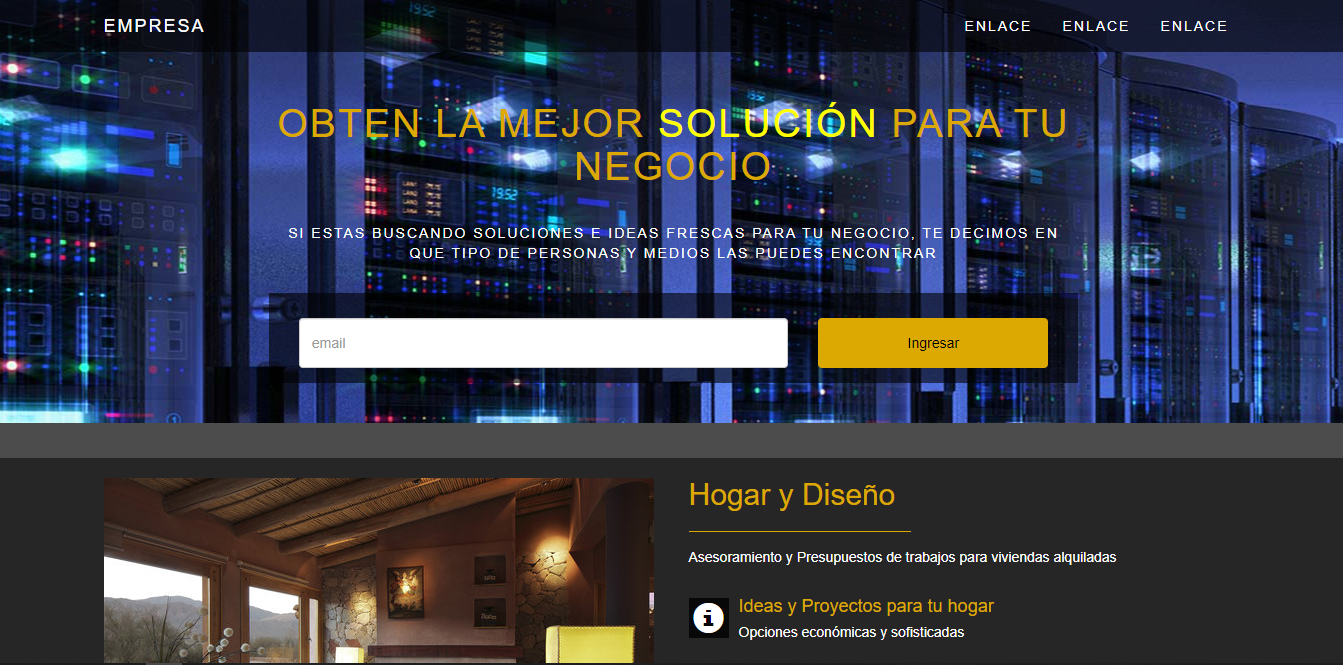 EMPRESA
ENLACE ENLACE ENLACE
OBTEN LA MEJOR SOLUCIÓN PARA TU
NEGOCIO
SI ESTAS BUSCANDO SOLUCIONES E IDEAS FRESCAS PARA TU NEGOCIO, TE DECIMOS EN
QUE TIPO DE PERSONAS Y MEDIOS LAS PUEDES ENCONTRAR
email
Ingresar
Hogar y Diseño
Asesoramiento y Presupuestos de trabajos para viviendas alquiladas
Ideas y Proyectos para tu hogar
Opciones económicas y sofisticadas